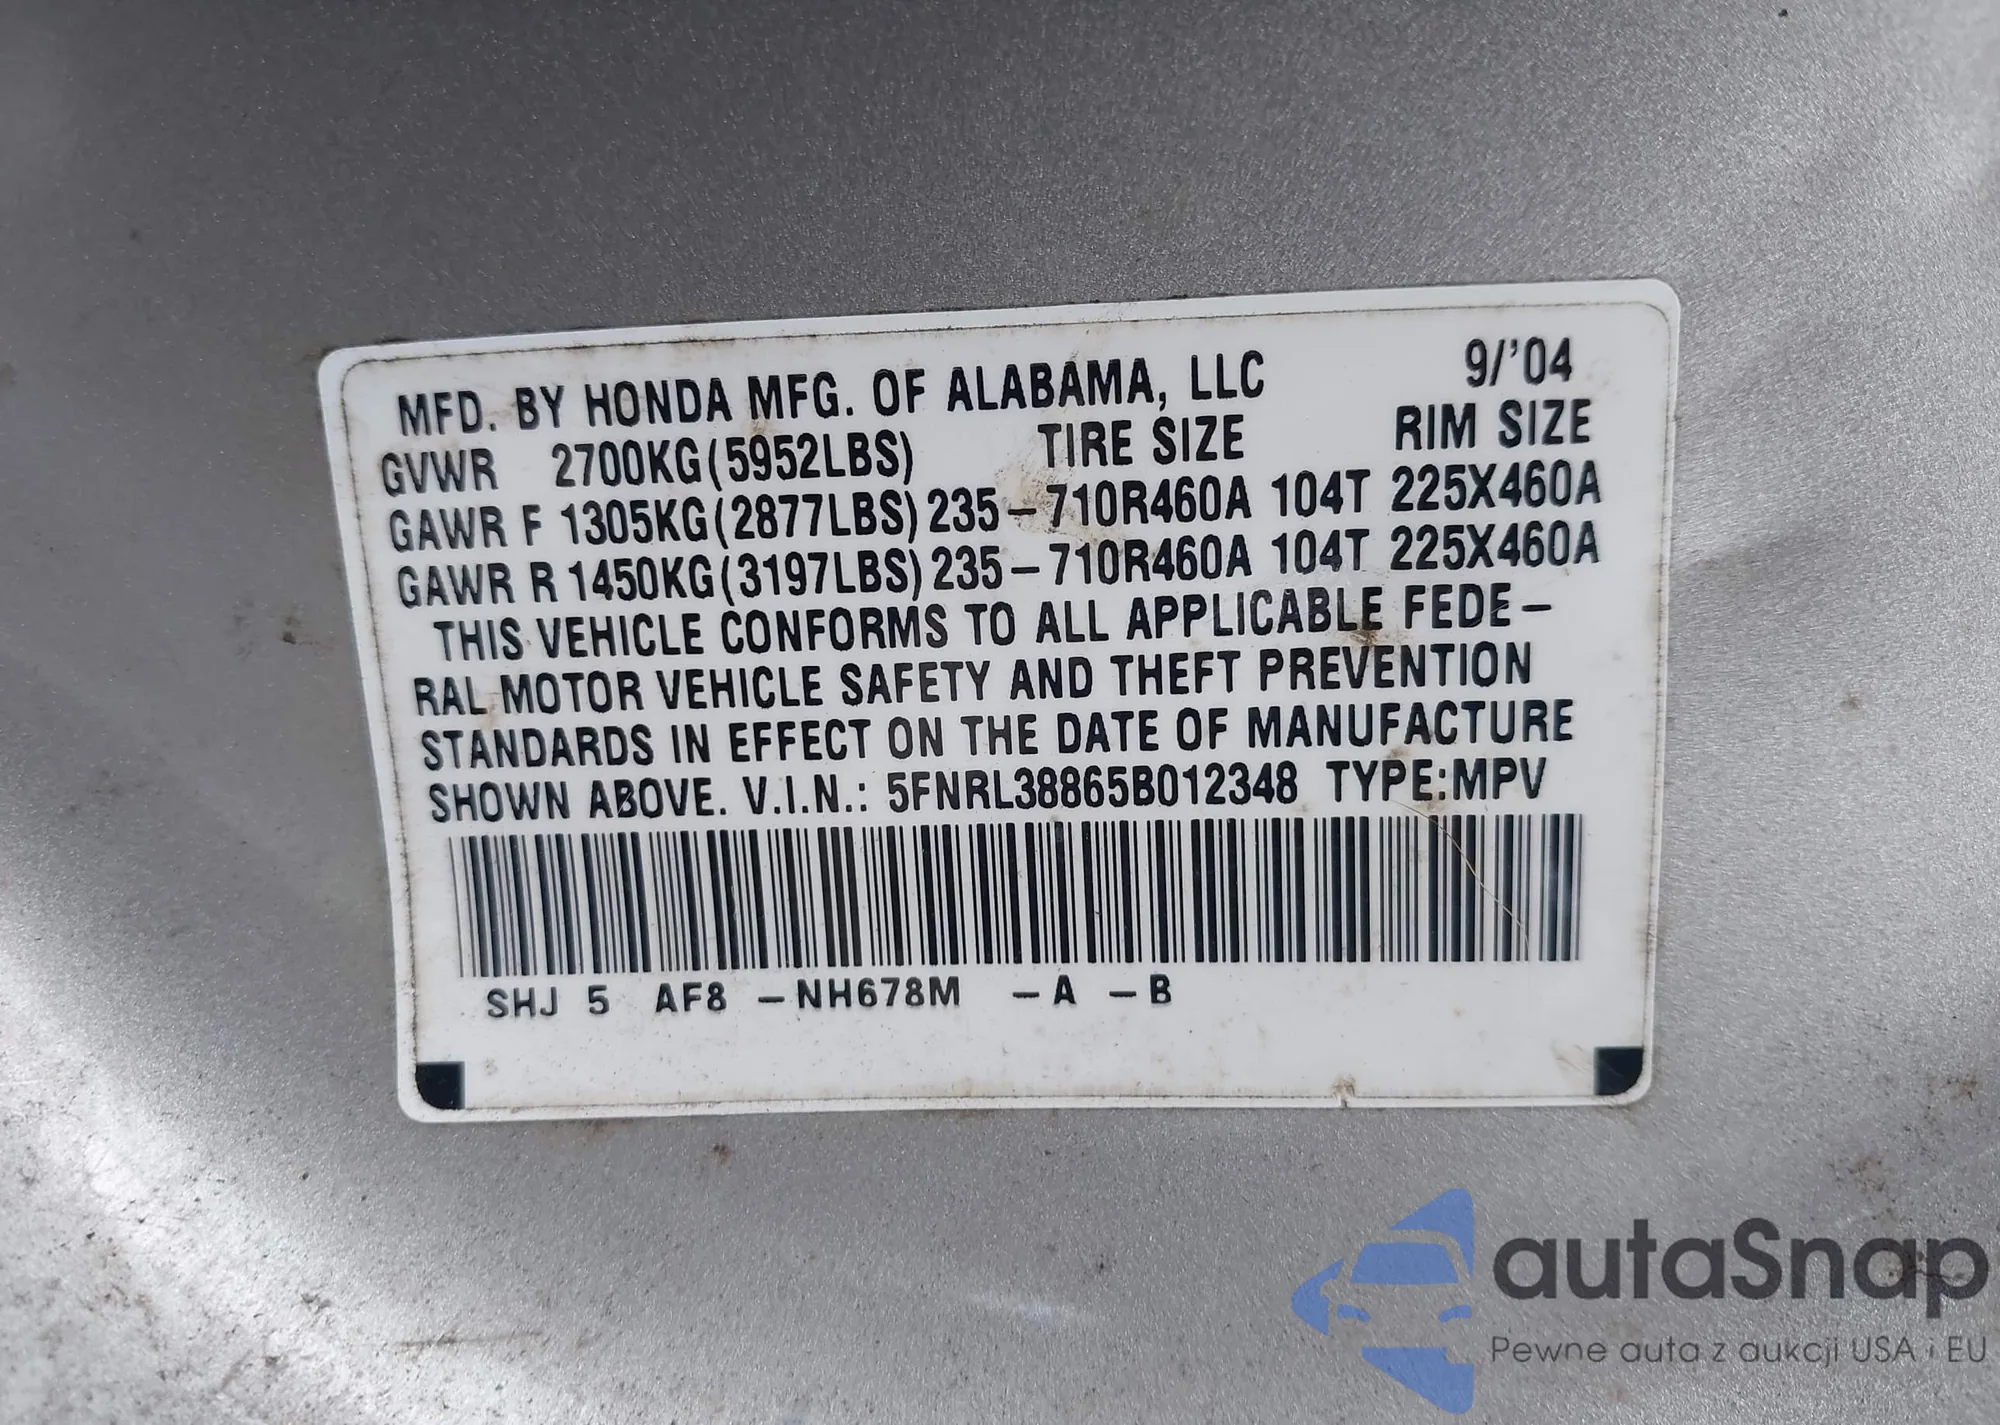 MFD. BY HONDA MFG. OF ALABAMA, LLC 9/'04
GVWR 2700KG(5952LBS) TIRE SIZE RIM SIZE
GAWR F 1305KG(2877LBS) 235-710R460A 104T 225X460A
GAWR R 1450KG(3197LBS) 235-710R460A 104T 225X460A
THIS VEHICLE CONFORMS TO ALL APPLICABLE FEDE-
RAL MOTOR VEHICLE SAFETY AND THEFT PREVENTION
STANDARDS IN EFFECT ON THE DATE OF MANUFACTURE
SHOWN ABOVE. V.I.N.: 5FNRL38865B012348 TYPE:MPV
SHJ 5 AF8 -NH678M -A -B
autaSnap
Pewne auta z aukcji USA i EU